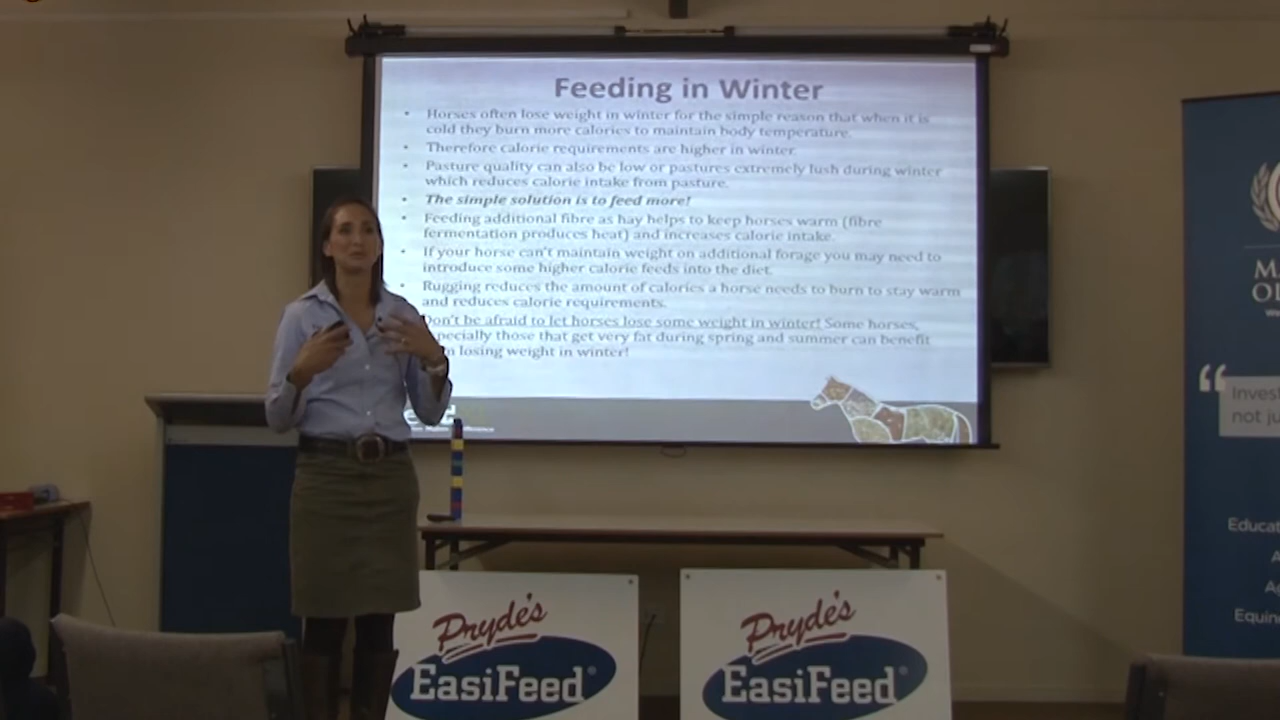 Feeding in Winter
• Horses often lose weight in winter for the simple reason that when it is
cold they burn more calories to maintain body temperature.
• Therefore calorie requirements are higher in winter.
• Pasture quality can also be low or pastures extremely lush during winter
which reduces calorie intake from pasture.
• The simple solution is to feed more!
• Feeding additional fibre as hay helps to keep horses warm (fibre
fermentation produces heat) and increases calorie intake.
• If your horse can't maintain weight on additional forage you may need to
introduce some higher calorie feeds into the diet.
• Rugging reduces the amount of calories a horse needs to burn to stay warm
and reduces calorie requirements.
Don't be afraid to let horses lose some weight in winter! Some horses,
especially those that get very fat during spring and summer can benefit
losing weight in winter!
Pryde's
EasiFeed®
Pryde's
EasiFeed®
“
not
Equin